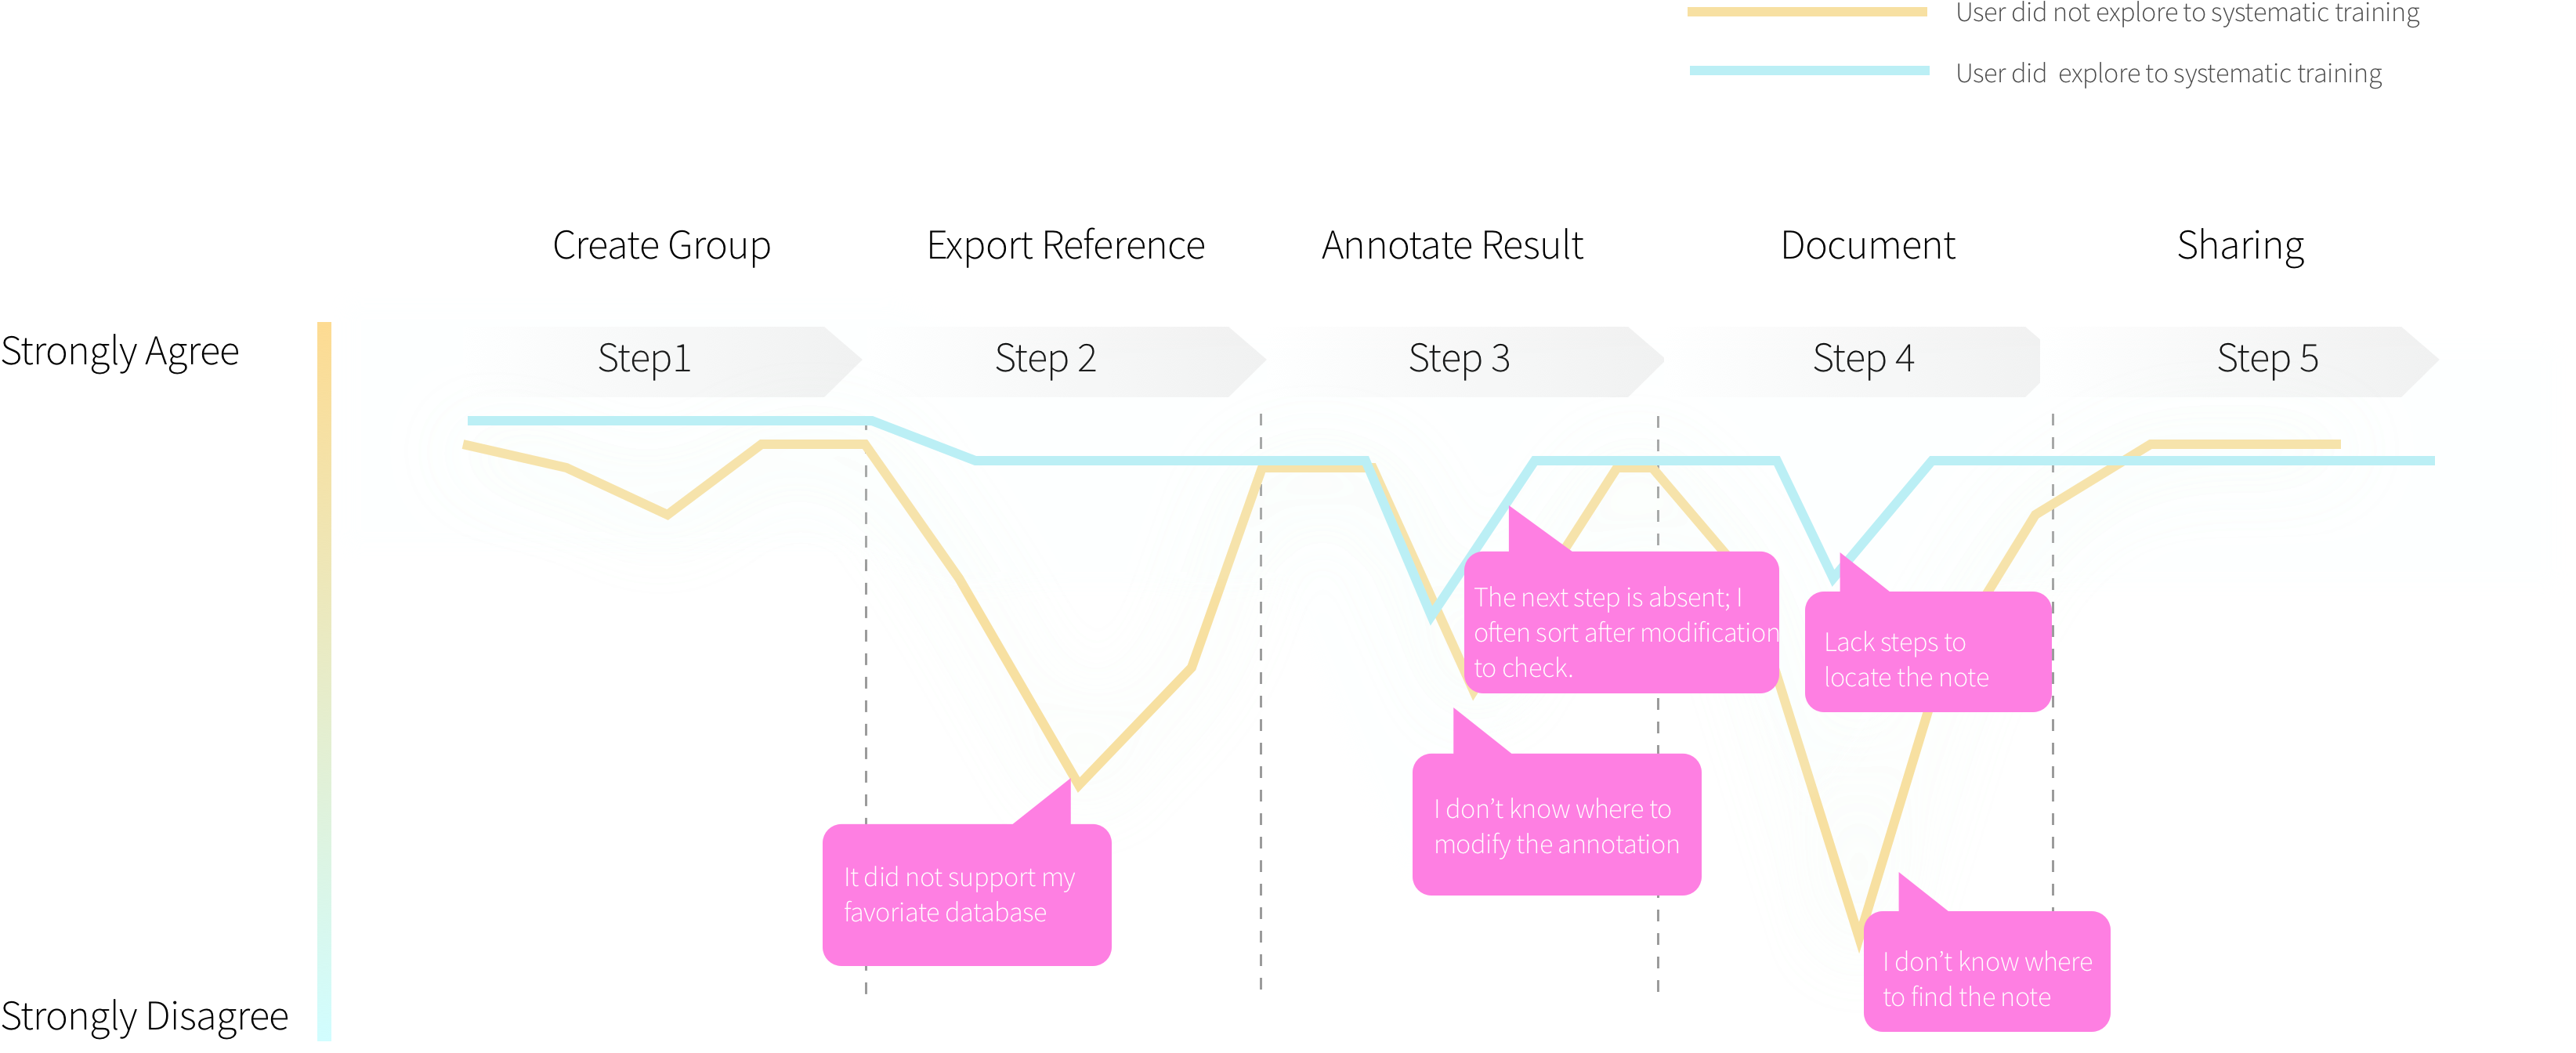 User did not explore to systematic training
User did  explore to systematic training
Create Group
Export Reference
Annotate Result
Document
Sharing
Strongly Agree
Step1
Step 2
Step 3
Step 4
Step 5
The next step is absent; I
often sort after modification
to check.
Lack steps to
locate the note
I don’t know where to
modify the annotation
It did not support my
favoriate database
I don’t know where
to find the note
Strongly Disagree